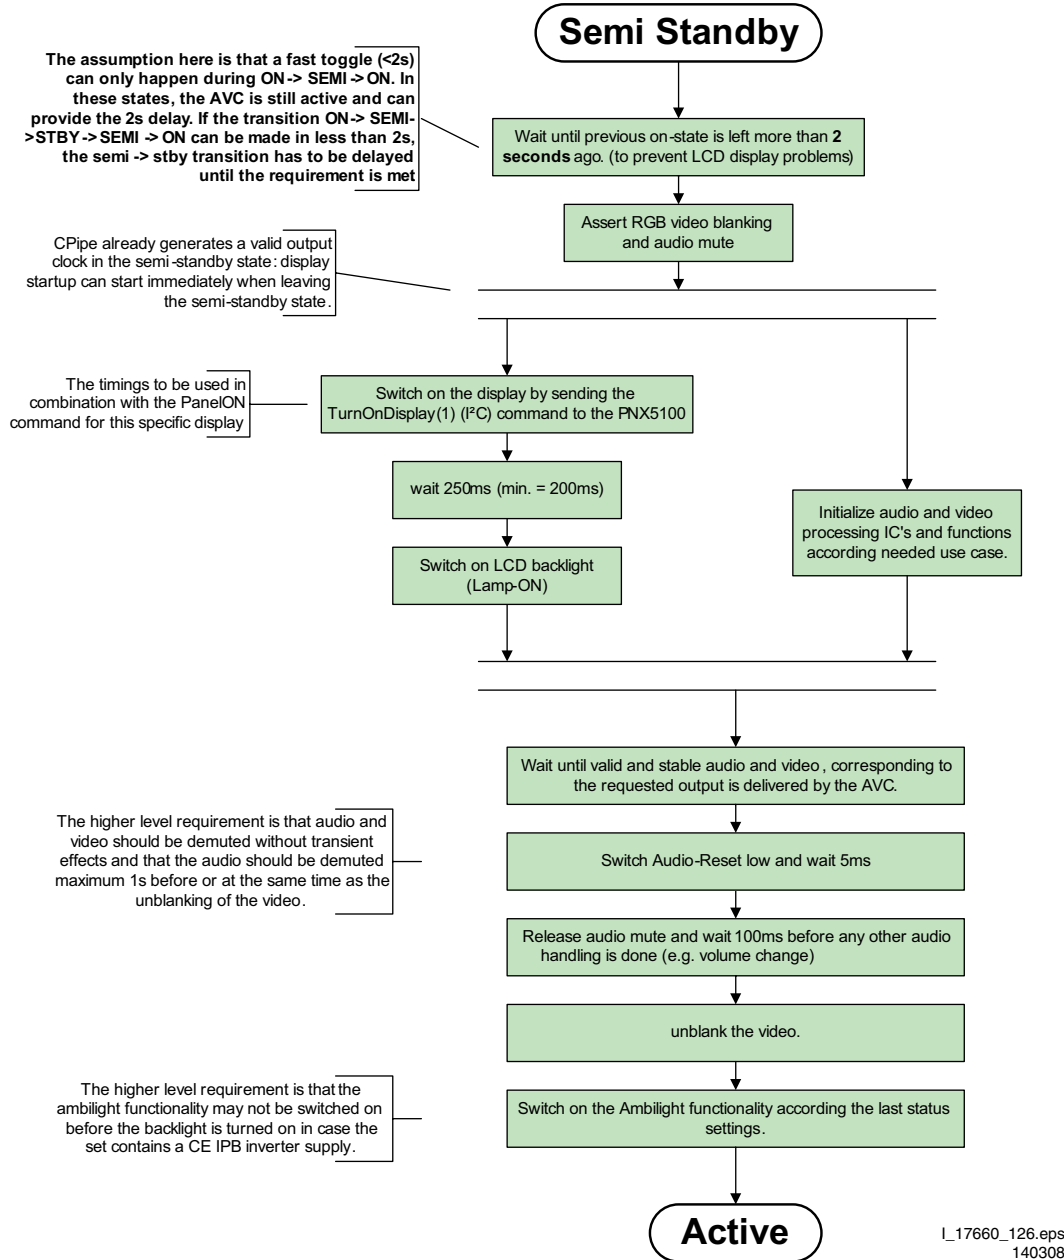 Semi Standby
The assumption here is that a fast toggle (<2s)
can only happen during ON-> SEMI->ON. In
these states, the AVC is still active and can
provide the 2s delay. If the transition ON-> SEMI-
>STBY->SEMI -> ON can be made in less than 2s,
the semi -> stby transition has to be delayed
until the requirement is met
Wait until previous on-state is left more than 2
seconds ago. (to prevent LCD display problems)
Assert RGB video blanking
and audio mute
CPipe already generates a valid output
clock in the semi-standby state: display
startup can start immediately when leaving
the semi-standby state.
The timings to be used in
combination with the PanelON
command for this specific display
Switch on the display by sending the
TurnOnDisplay(1) (I²C) command to the PNX5100
wait 250ms (min. = 200ms)
Switch on LCD backlight
(Lamp-ON)
Initialize audio and video
processing IC's and functions
according needed use case.
Wait until valid and stable audio and video, corresponding to
the requested output is delivered by the AVC.
The higher level requirement is that audio and
video should be demuted without transient
effects and that the audio should be demuted
maximum 1s before or at the same time as the
unblanking of the video.
Switch Audio-Reset low and wait 5ms
Release audio mute and wait 100ms before any other audio
handling is done (e.g. volume change)
unblank the video.
The higher level requirement is that the
ambilight functionality may not be switched on
before the backlight is turned on in case the
set contains a CE IPB inverter supply.
Switch on the Ambilight functionality according the last status
settings.
Active
I_17660_126.eps
140308